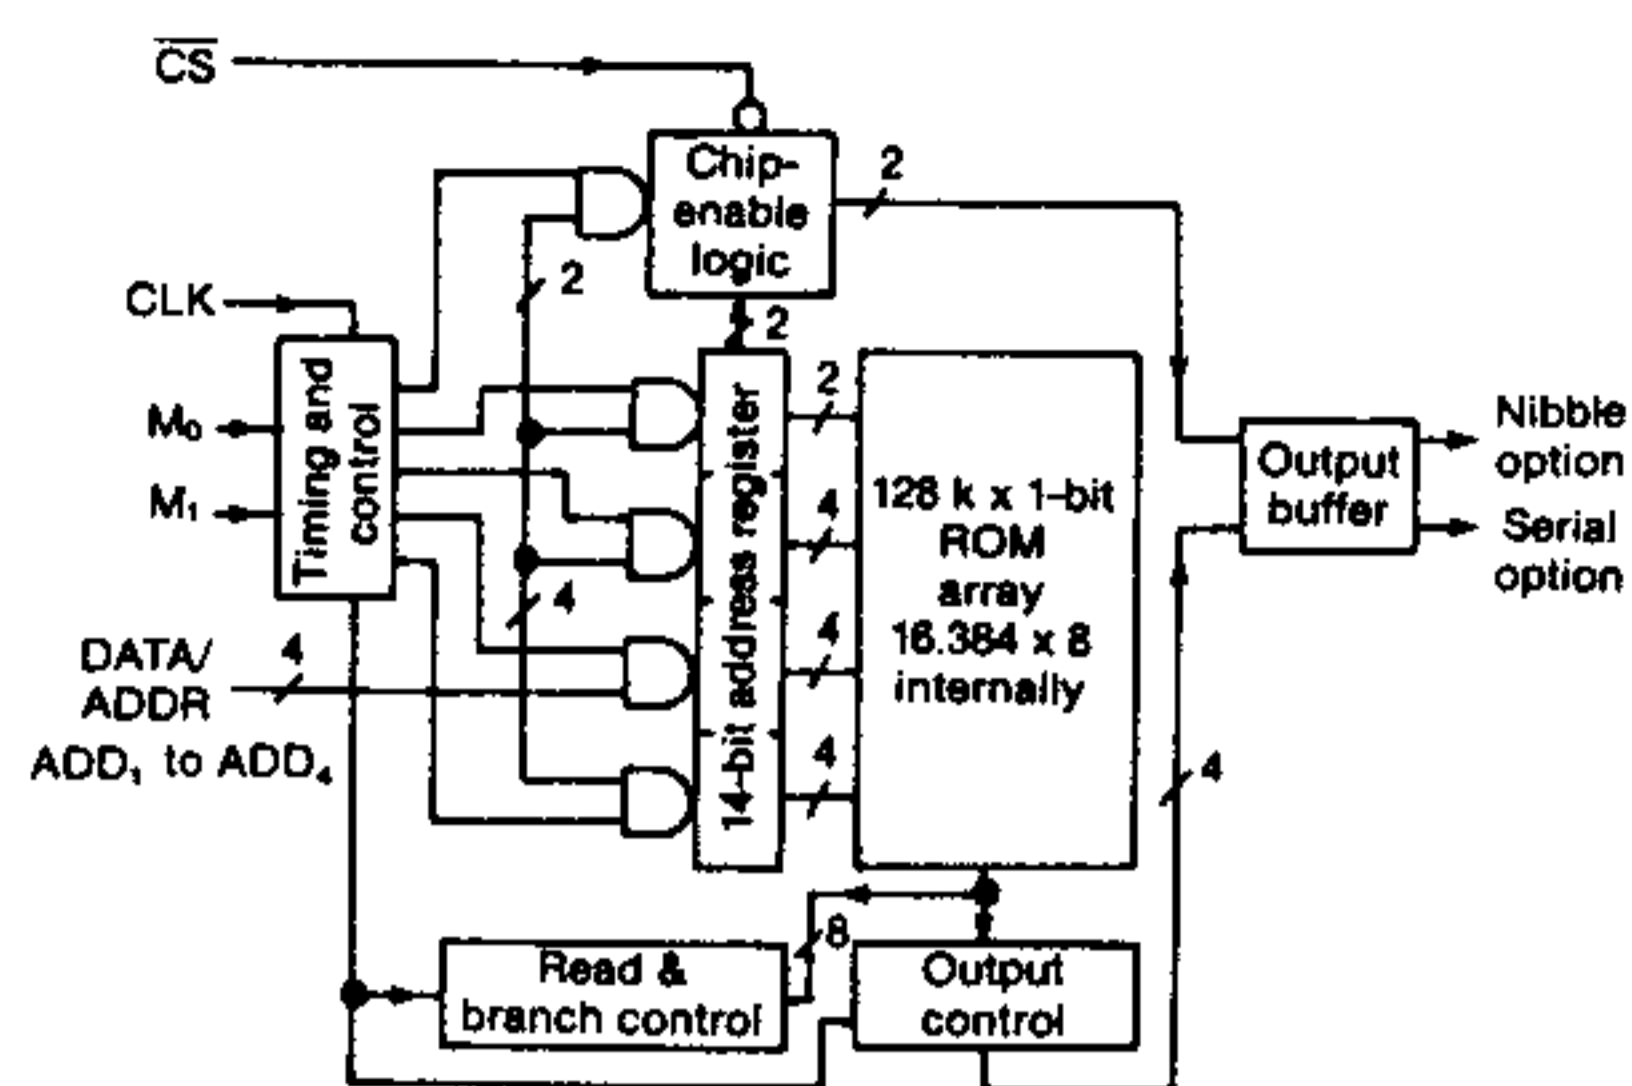 CS
Chip-
enable
logic
2
2
CLK
2
Timing and
control
M₀
M₁
14-bit address register
2
4
4
4
128 k x 1-bit
ROM
array
16.384 x 8
internally
Output
buffer
Nibble
option
Serial
option
4
DATA/
ADDR
4
ADD₁ to ADD₄
4
8
Read &
branch control
Output
control